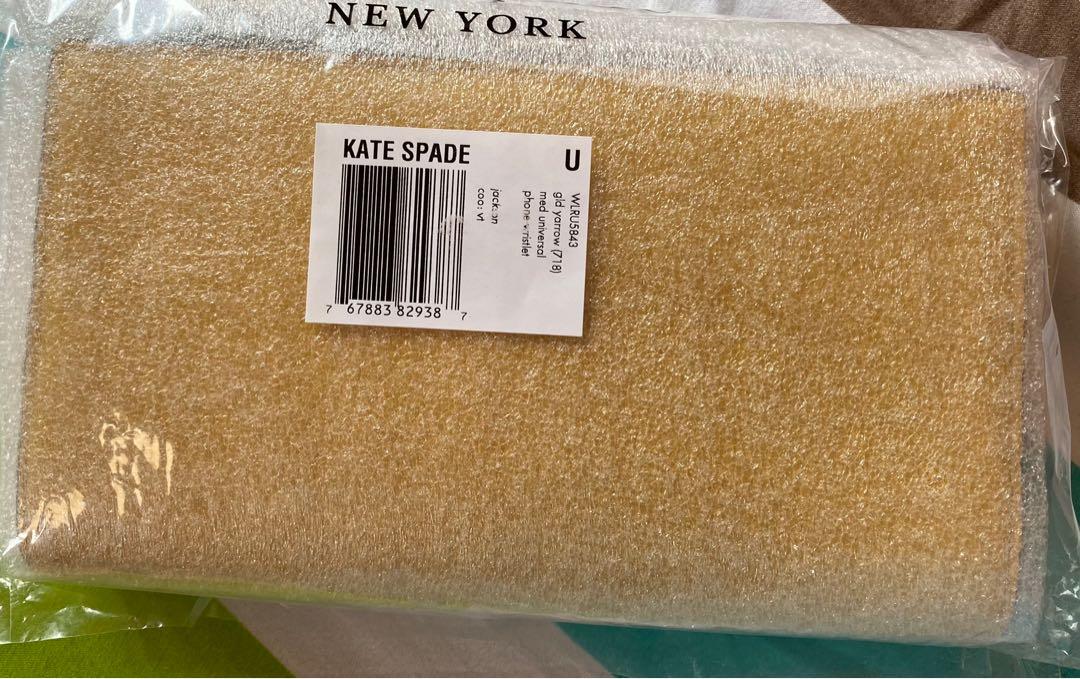 NEW YORK
KATE SPADE
U
WLRU5843
gld yarrow (718)
med universal
phone wristlet
jackson
coo: vt
7 67883 82938 7